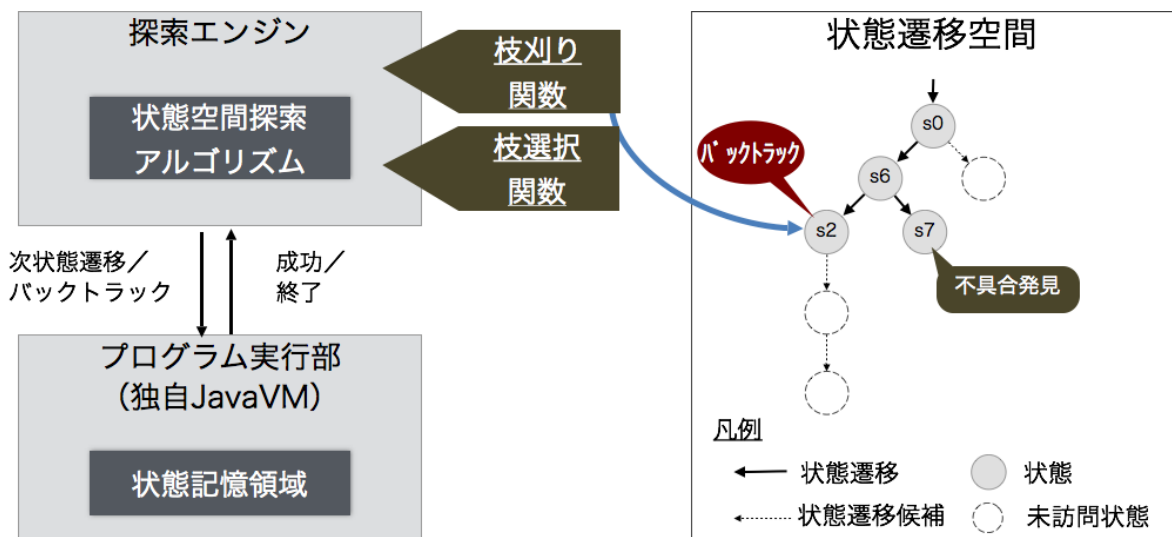 探索エンジン
状態空間探索
アルゴリズム
枝刈り
関数
枝選択
関数
次状態遷移/
バックトラック
成功/
終了
プログラム実行部
(独自JavaVM)
状態記憶領域
状態遷移空間
s0
バックトラック
s6
s2
s7
不具合発見
凡例
状態遷移
状態
状態遷移候補
未訪問状態